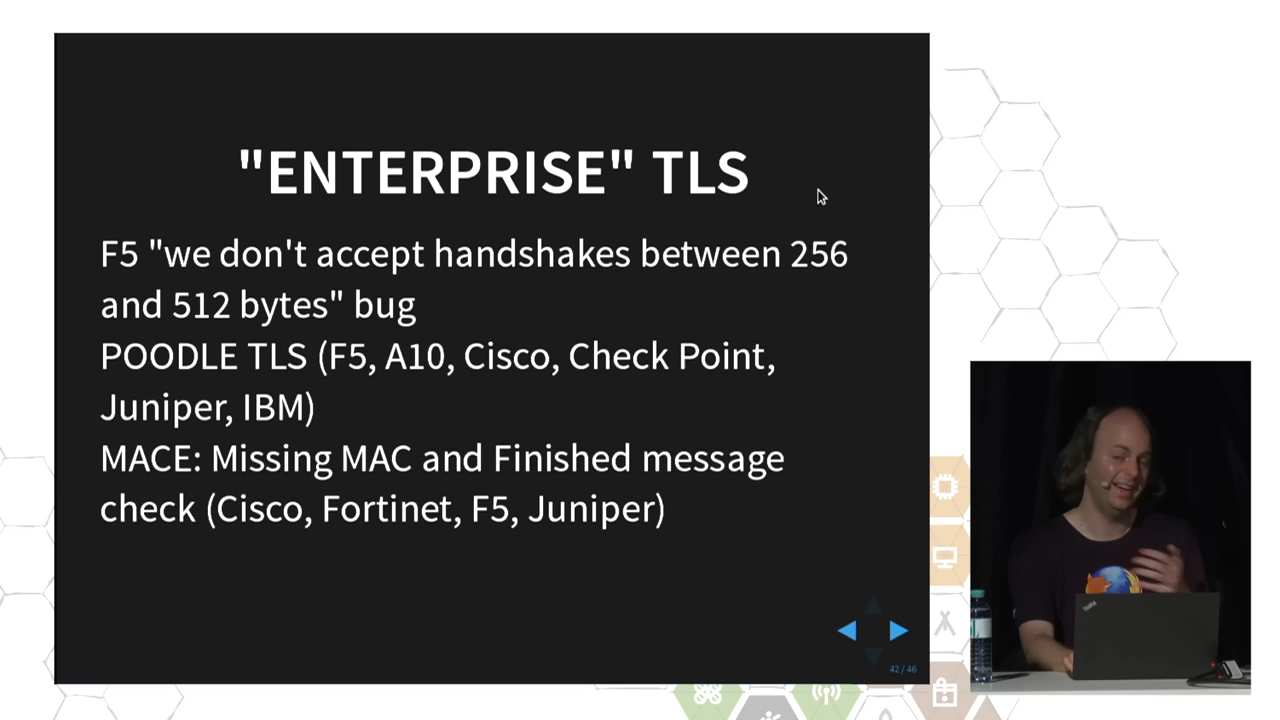 "ENTERPRISE" TLS
F5 "we don't accept handshakes between 256
and 512 bytes" bug
POODLE TLS (F5, A10, Cisco, Check Point,
Juniper, IBM)
MACE: Missing MAC and Finished message
check (Cisco, Fortinet, F5, Juniper)
42 / 46
ThinkPad